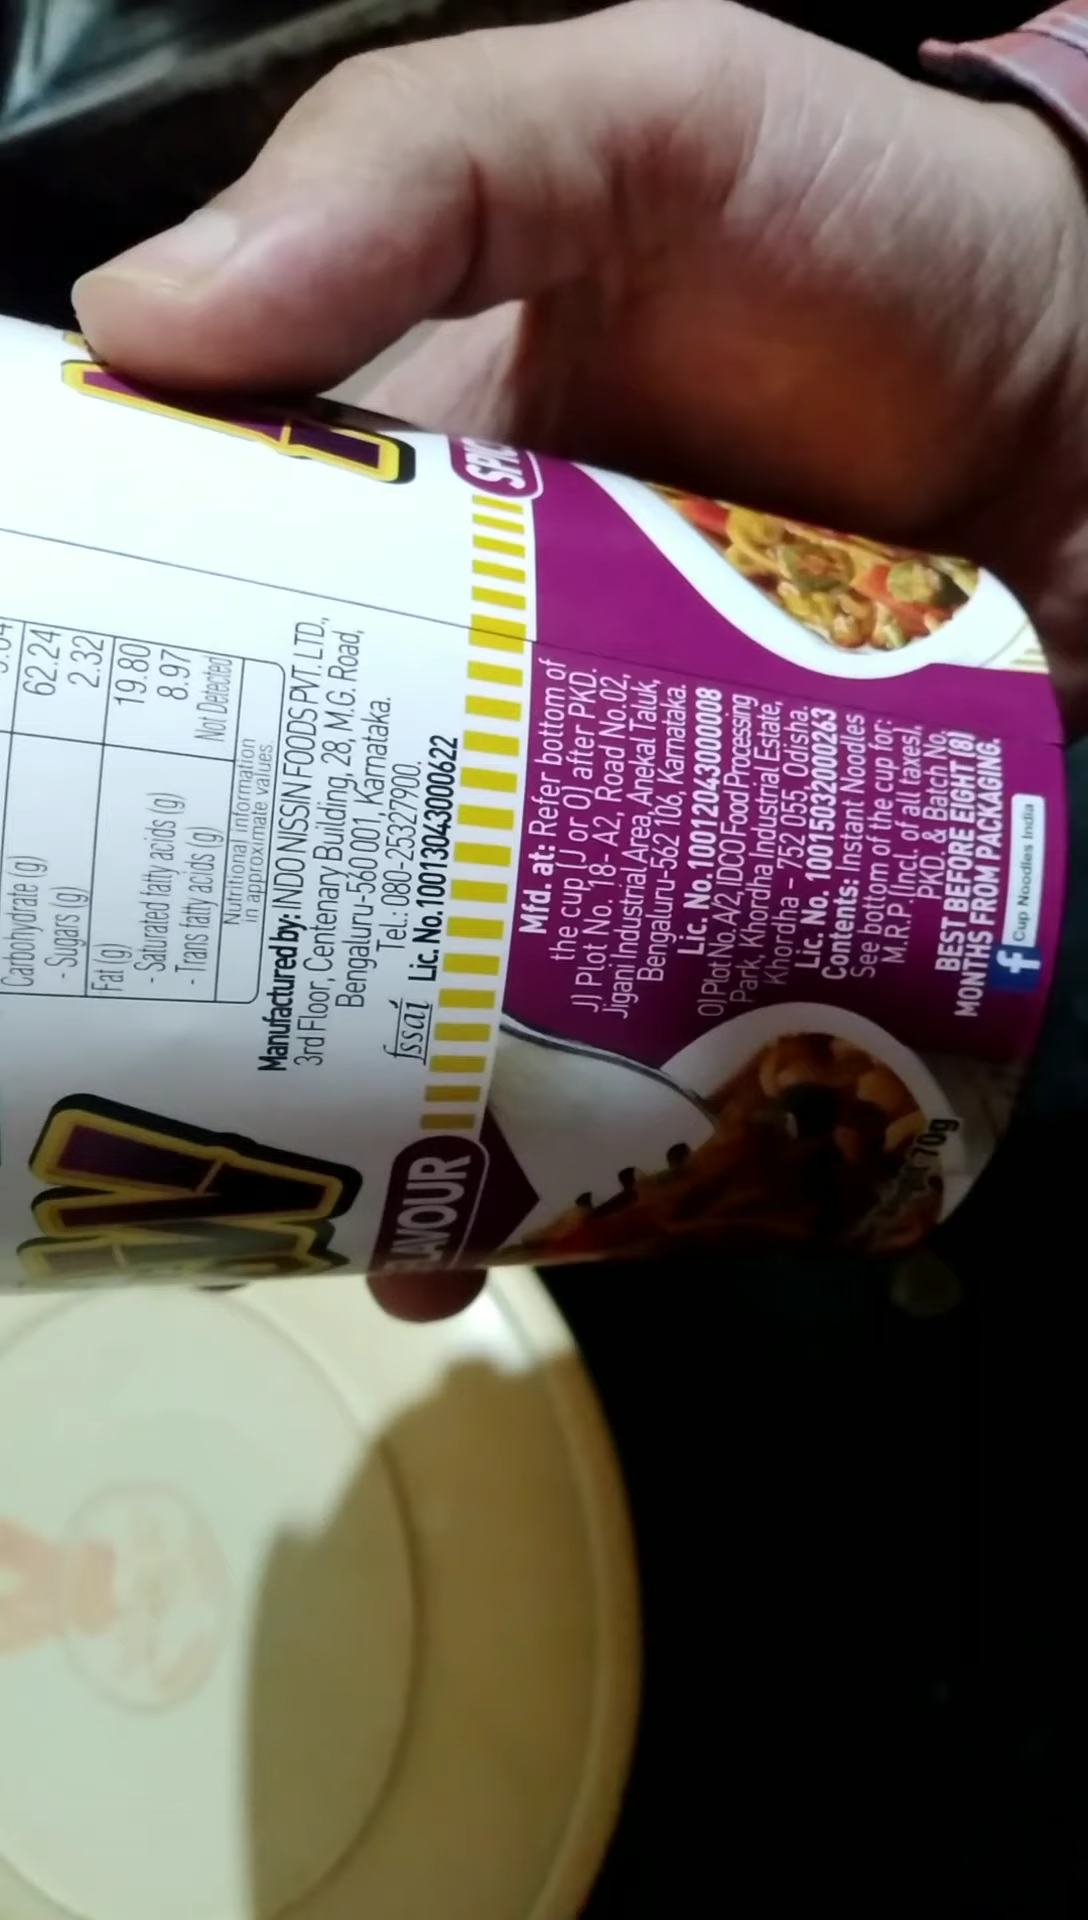 Carbohydrate (g) 62.24
- Sugars (g) 2.32
Fat (g) 19.80
- Saturated fatty acids (g) 8.97
- Trans fatty acids (g) Not Detected
Nutritional information
in approximate values.
Manufactured by: INDO NISSIN FOODS PVT. LTD.,
3rd Floor, Centenary Building, 28, M.G. Road,
Bengaluru-560 001, Karnataka.
Tel.: 080-25327900.
fssai Lic. No.10013043000622
Mfd. at: Refer bottom of
the cup (J or O) after PKD.
J) Plot No. 18- A2, Road No.02,
Jigani Industrial Area, Anekal Taluk,
Bengaluru-562 106, Karnataka.
Lic. No. 10012043000008
O) Plot No.A/2, IDCO Food Processing
Park, Khordha Industrial Estate,
Khordha - 752 055, Odisha.
Lic. No. 10015032000263
Contents: Instant Noodles
See bottom of the cup for:
M.R.P. (Incl. of all taxes),
PKD. & Batch No.
BEST BEFORE EIGHT (8)
MONTHS FROM PACKAGING.
f Cup Noodles India
70g